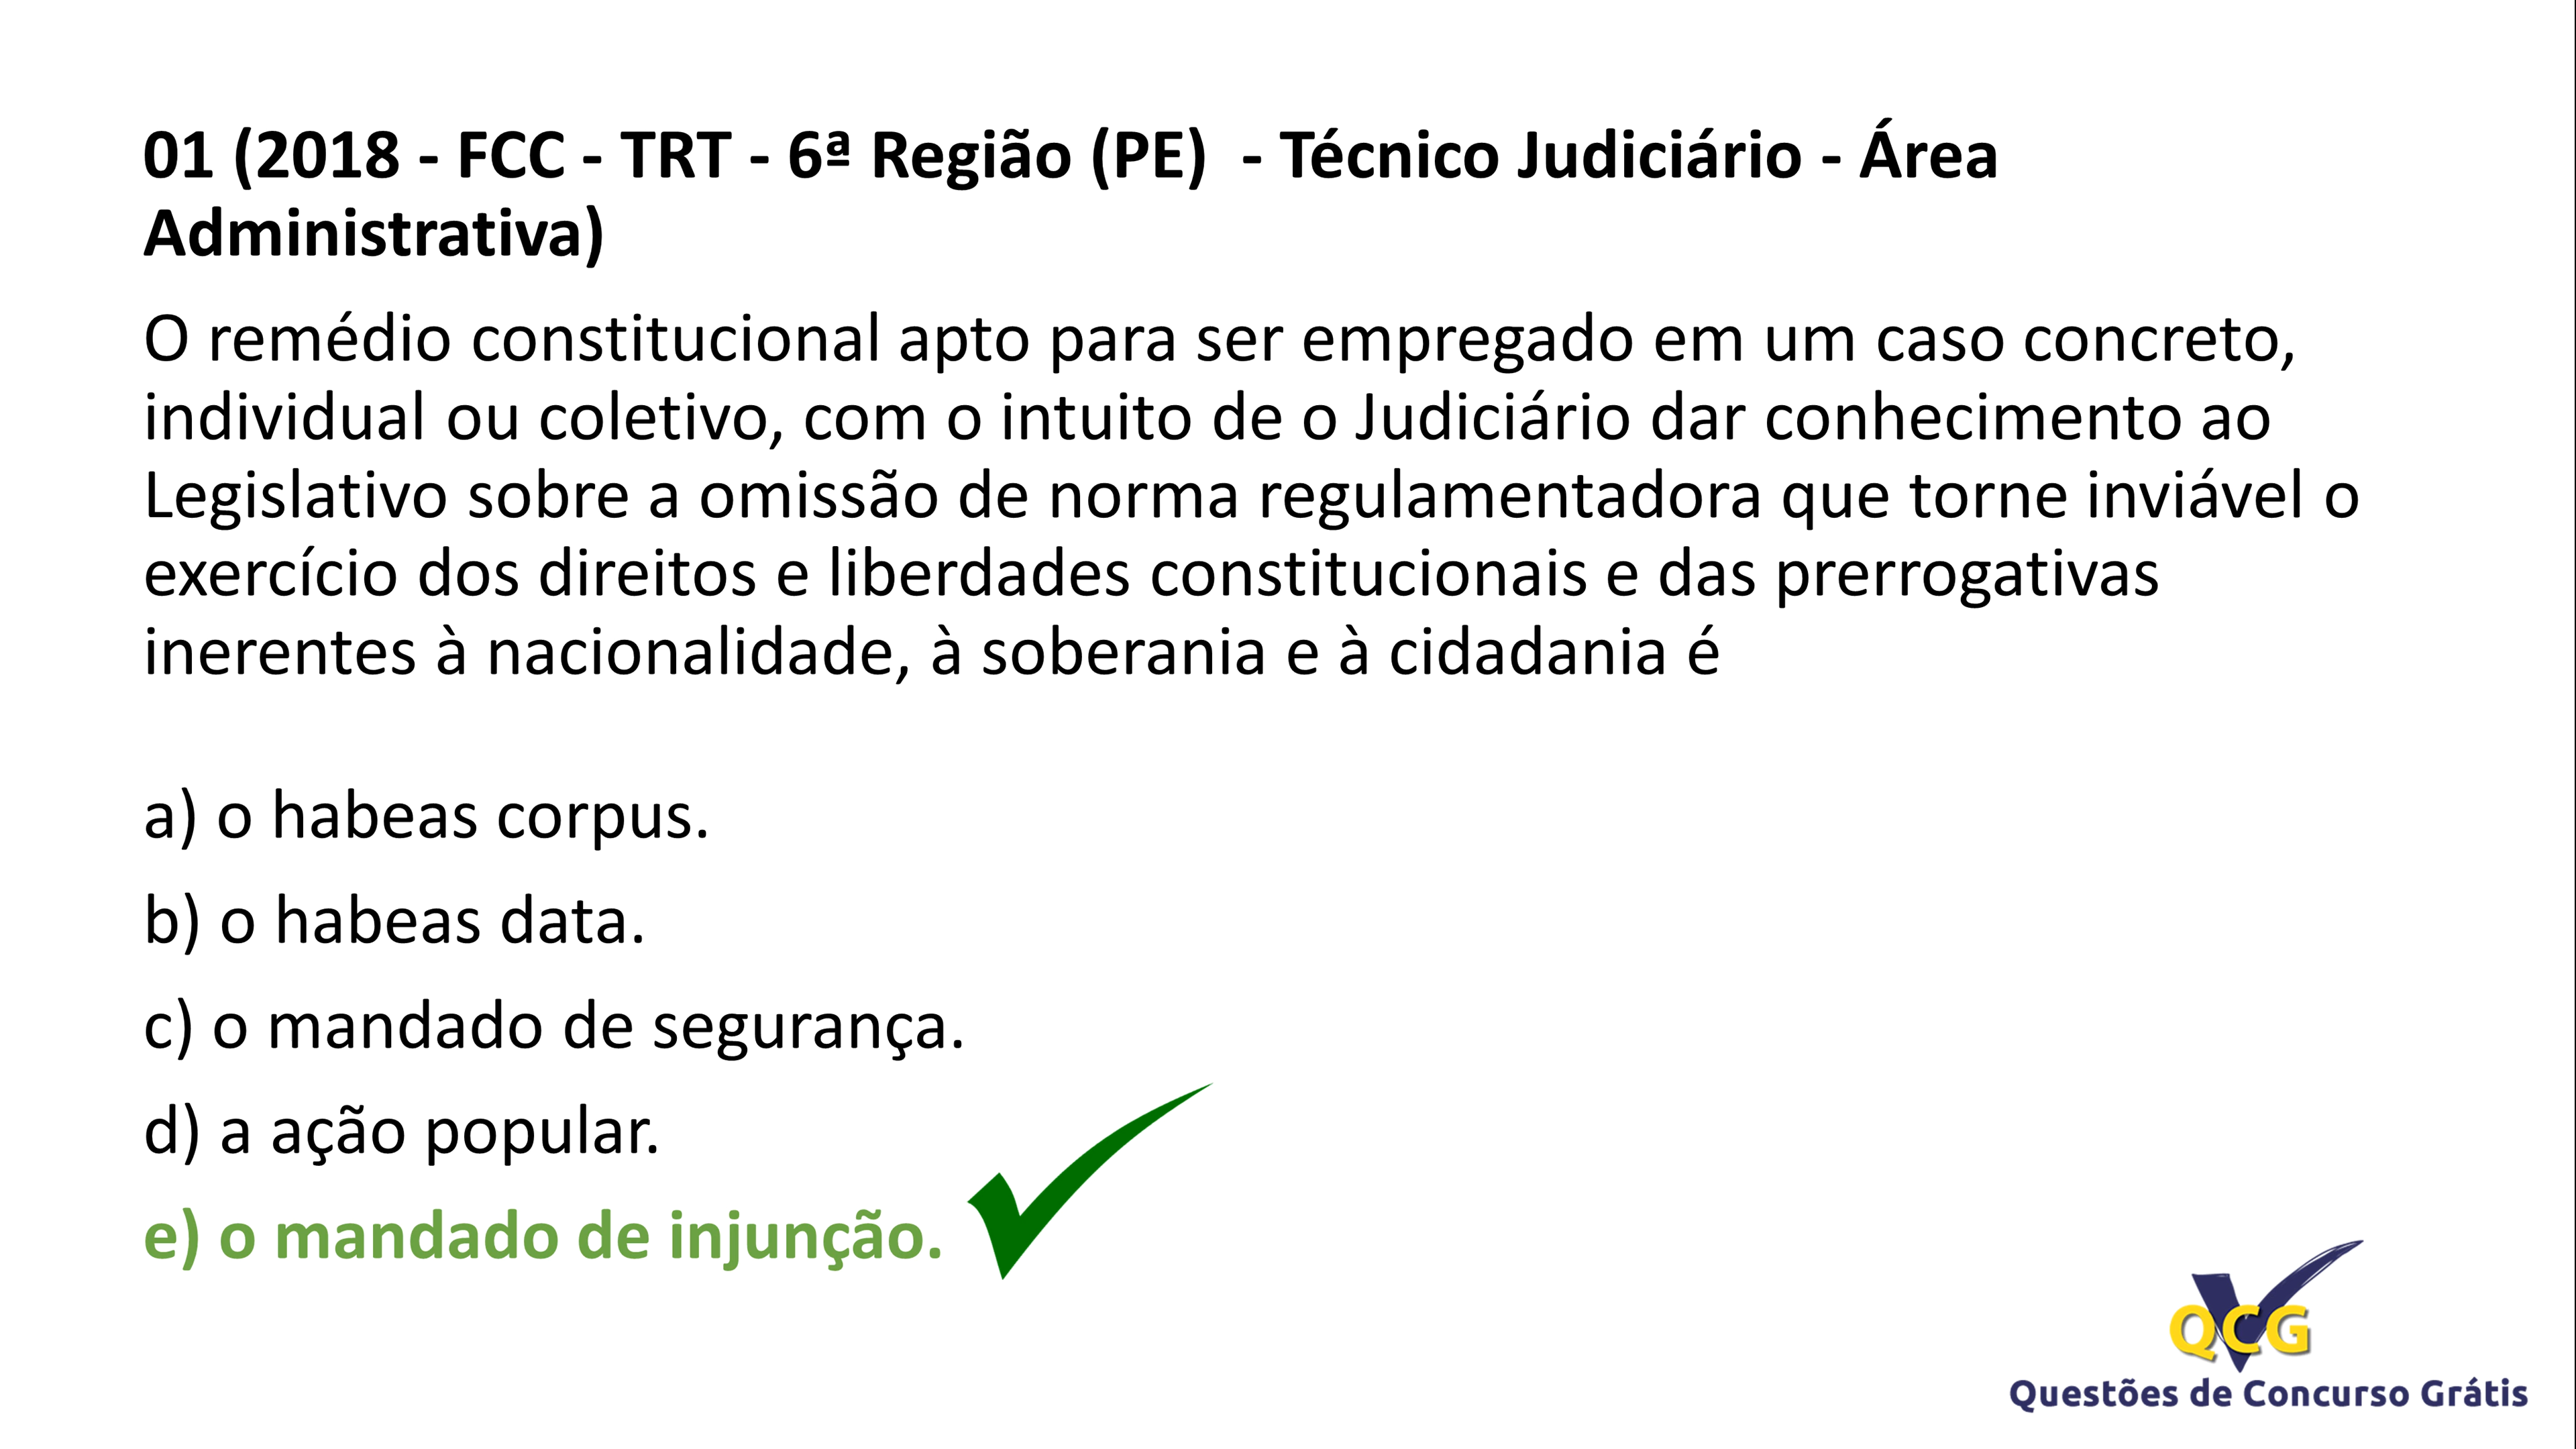 01 (2018 - FCC - TRT - 6ª Região (PE)  - Técnico Judiciário - Área
Administrativa)
O remédio constitucional apto para ser empregado em um caso concreto,
individual ou coletivo, com o intuito de o Judiciário dar conhecimento ao
Legislativo sobre a omissão de norma regulamentadora que torne inviável o
exercício dos direitos e liberdades constitucionais e das prerrogativas
inerentes à nacionalidade, à soberania e à cidadania é
a) o habeas corpus.
b) o habeas data.
c) o mandado de segurança.
d) a ação popular.
e) o mandado de injunção.
QCG
Questões de Concurso Grátis